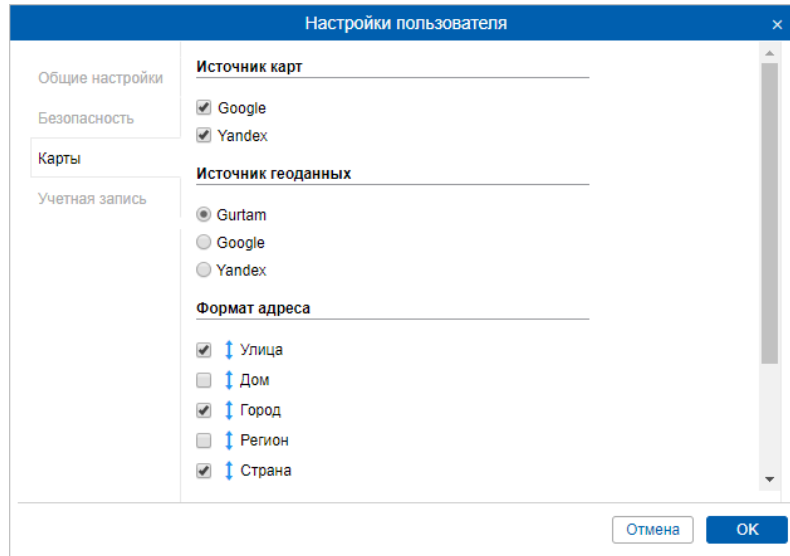 Настройки пользователя
Общие настройки
Безопасность
Карты
Учетная запись
Источник карт
Google
Yandex
Источник геоданных
Gurtam
Google
Yandex
Формат адреса
Улица
Дом
Город
Регион
Страна
Отмена
OK